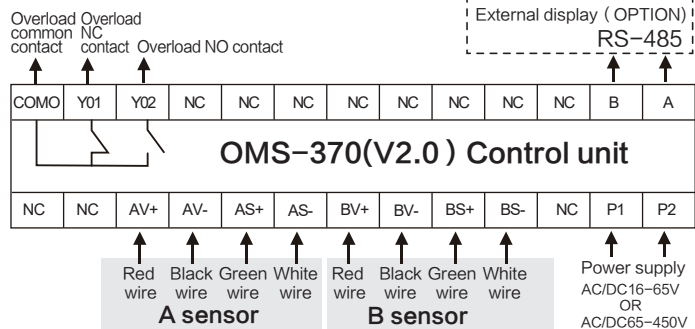 Overload Overload
common NC
contact contact Overload NO contact
External display ( OPTION)
RS-485
COMO Y01 Y02 NC NC NC NC NC NC NC NC B A
OMS-370(V2.0 ) Control unit
NC NC AV+ AV- AS+ AS- BV+ BV- BS+ BS- NC P1 P2
Red Black Green White Red Black Green White
wire wire wire wire wire wire wire wire
A sensor B sensor
Power supply
AC/DC16-65V
OR
AC/DC65-450V